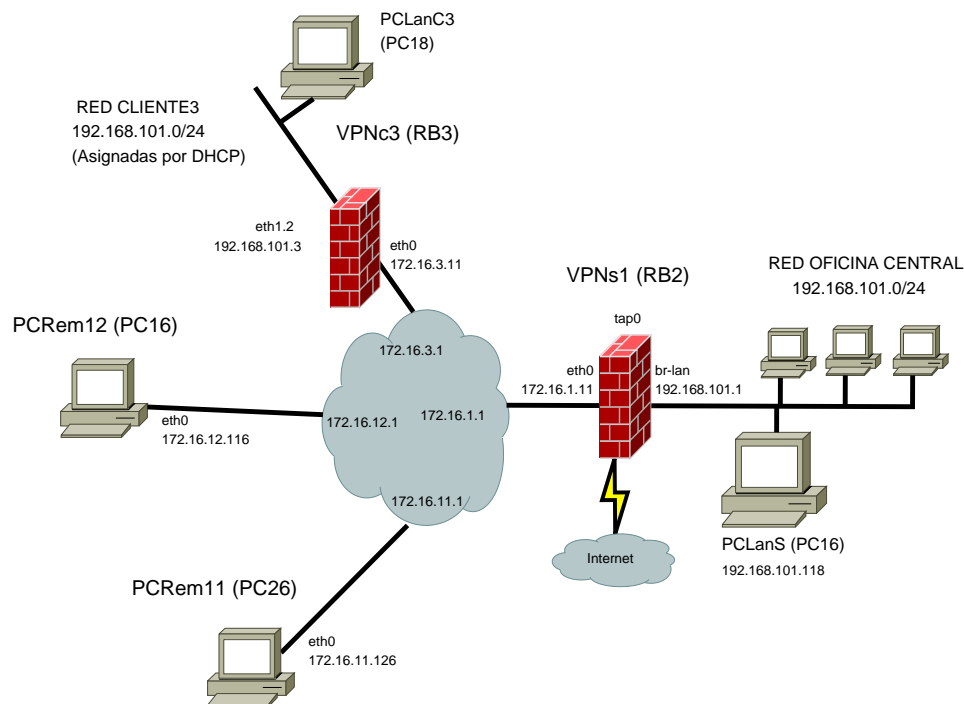 PCLanC3
(PC18)
RED CLIENTE3
192.168.101.0/24
(Asignadas por DHCP)
VPNc3 (RB3)
eth1.2
192.168.101.3
eth0
172.16.3.11
VPNs1 (RB2)
RED OFICINA CENTRAL
192.168.101.0/24
PCRem12 (PC16)
tap0
172.16.3.1
eth0
172.16.1.11
br-lan
192.168.101.1
172.16.12.1
172.16.1.1
eth0
172.16.12.116
172.16.11.1
Internet
PCLanS (PC16)
192.168.101.118
PCRem11 (PC26)
eth0
172.16.11.126